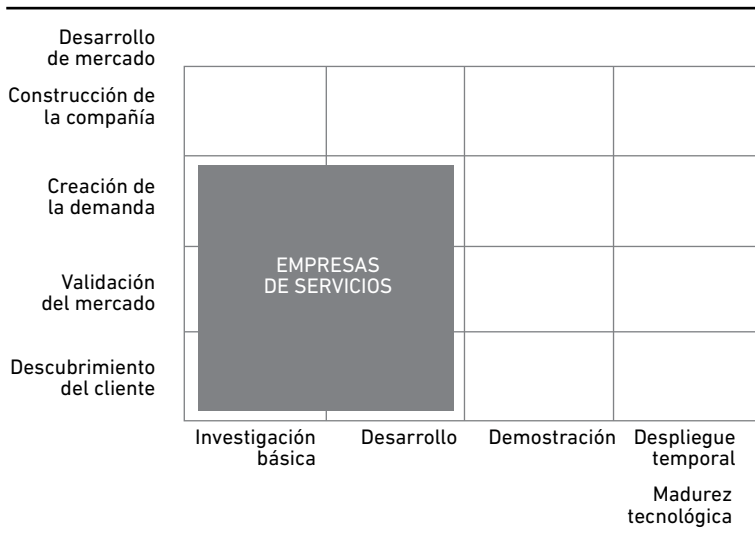 Desarrollo
de mercado
Construcción de
la compañía
Creación de
la demanda
EMPRESAS
DE SERVICIOS
Validación
del mercado
Descubrimiento
del cliente
Investigación
básica
Desarrollo
Demostración
Despliegue
temporal
Madurez
tecnológica